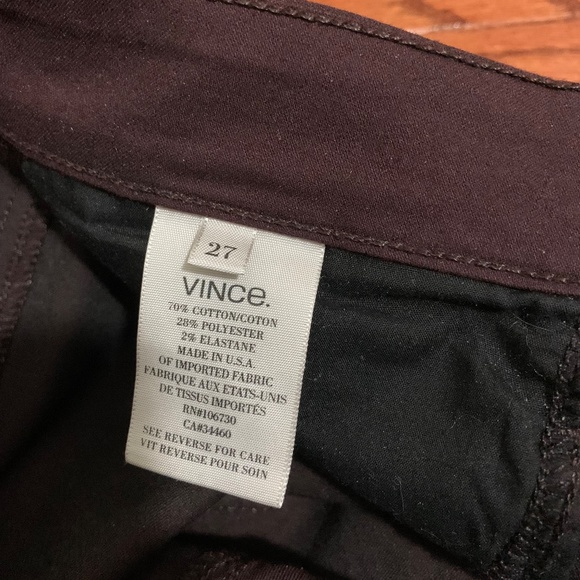 27
VINCE.
70% COTTON/COTON
28% POLYESTER
2% ELASTANE
MADE IN U.S.A.
OF IMPORTED FABRIC
FABRIQUE AUX ETATS-UNIS
DE TISSUS IMPORTÉS
RN#106730
CA#34460
SEE REVERSE FOR CARE
VIT REVERSE POUR SOIN